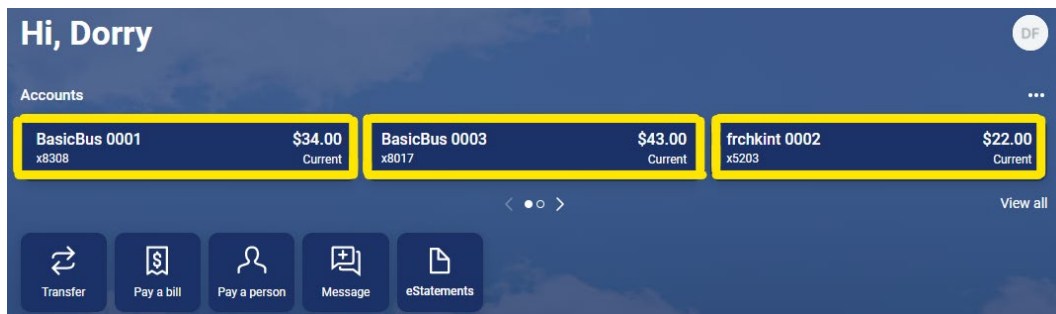 Hi, Dorry
DF
Accounts
BasicBus 0001 $34.00
x8308 Current
BasicBus 0003 $43.00
x8017 Current
frchkint 0002 $22.00
x5203 Current
View all
Transfer
Pay a bill
Pay a person
Message
eStatements